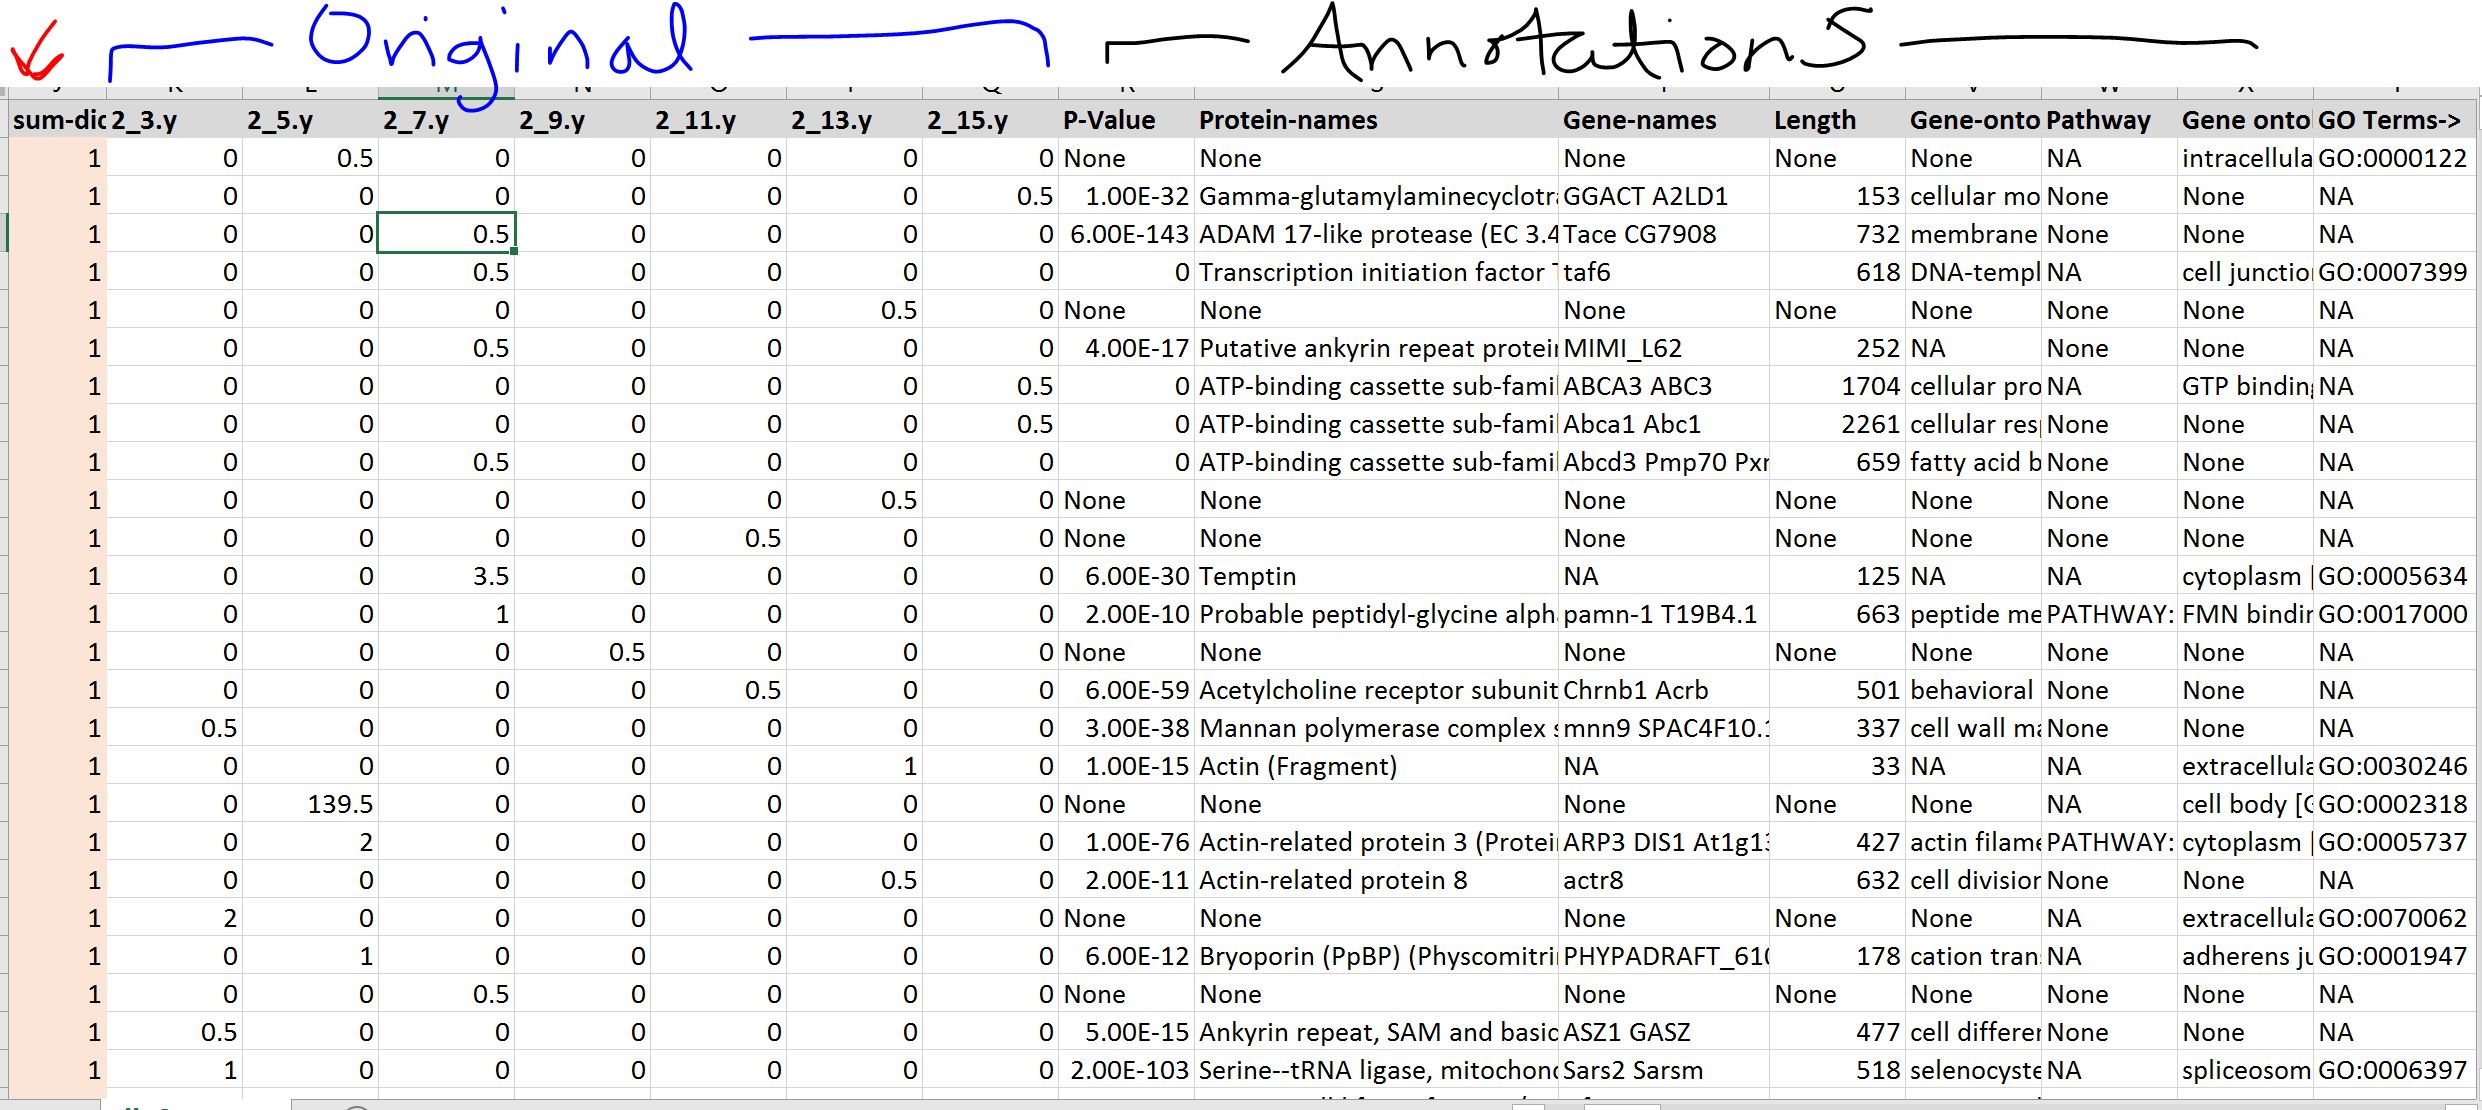 Original Annotations
sum-dic 2_3.y 2_5.y 2_7.y 2_9.y 2_11.y 2_13.y 2_15.y P-Value Protein-names Gene-names Length Gene-onto Pathway Gene onto GO Terms->
1 0 0.5 0 0 0 0 0 None None None None None NA intracellula GO:0000122
1 0 0 0 0 0 0 0.5 1.00E-32 Gamma-glutamylaminecyclotr GGACT A2LD1 153 cellular mo None None NA
1 0 0 0.5 0 0 0 0 6.00E-143 ADAM 17-like protease (EC 3.4 Tace CG7908 732 membrane None None NA
1 0 0 0.5 0 0 0 0 0 Transcription initiation factor taf6 618 DNA-templ NA cell junctio GO:0007399
1 0 0 0 0 0 0.5 0 None None None None None None None NA
1 0 0 0.5 0 0 0 0 4.00E-17 Putative ankyrin repeat protei MIMI_L62 252 NA None None NA
1 0 0 0 0 0 0 0.5 0 ATP-binding cassette sub-famil ABCA3 ABC3 1704 cellular pro NA GTP binding NA
1 0 0 0 0 0 0 0.5 0 ATP-binding cassette sub-famil Abca1 Abc1 2261 cellular res None None NA
1 0 0 0.5 0 0 0 0 0 ATP-binding cassette sub-famil Abcd3 Pmp70 Pxr 659 fatty acid b None None NA
1 0 0 0 0 0 0.5 0 None None None None None None None NA
1 0 0 0 0 0.5 0 0 None None None None None None None NA
1 0 0 3.5 0 0 0 0 6.00E-30 Temptin NA 125 NA NA cytoplasm [ GO:0005634
1 0 0 1 0 0 0 0 2.00E-10 Probable peptidyl-glycine alph pamn-1 T19B4.1 663 peptide me PATHWAY: FMN bindin GO:0017000
1 0 0 0 0.5 0 0 0 None None None None None None None NA
1 0 0 0 0 0.5 0 0 6.00E-59 Acetylcholine receptor subunit Chrnb1 Acrb 501 behavioral None None NA
1 0.5 0 0 0 0 0 0 3.00E-38 Mannan polymerase complex s mnn9 SPAC4F10.1 337 cell wall ma None None NA
1 0 0 0 0 0 1 0 1.00E-15 Actin (Fragment) NA 33 NA NA extracellula GO:0030246
1 0 139.5 0 0 0 0 0 None None None None None NA cell body [G GO:0002318
1 0 2 0 0 0 0 0 1.00E-76 Actin-related protein 3 (Protei ARP3 DIS1 At1g13 427 actin filame PATHWAY: cytoplasm [ GO:0005737
1 0 0 0 0 0 0.5 0 2.00E-11 Actin-related protein 8 actr8 632 cell division None None NA
1 2 0 0 0 0 0 0 None None None None None NA extracellula GO:0070062
1 0 1 0 0 0 0 0 6.00E-12 Bryoporin (PpBP) (Physcomitri PHYPADRAFT_610 178 cation tran NA adherens ju GO:0001947
1 0 0 0.5 0 0 0 0 None None None None None None None NA
1 0.5 0 0 0 0 0 0 5.00E-15 Ankyrin repeat, SAM and basic ASZ1 GASZ 477 cell differen None None NA
1 1 0 0 0 0 0 0 2.00E-103 Serine--tRNA ligase, mitochon Sars2 Sarsm 518 selenocyste NA spliceosom GO:0006397